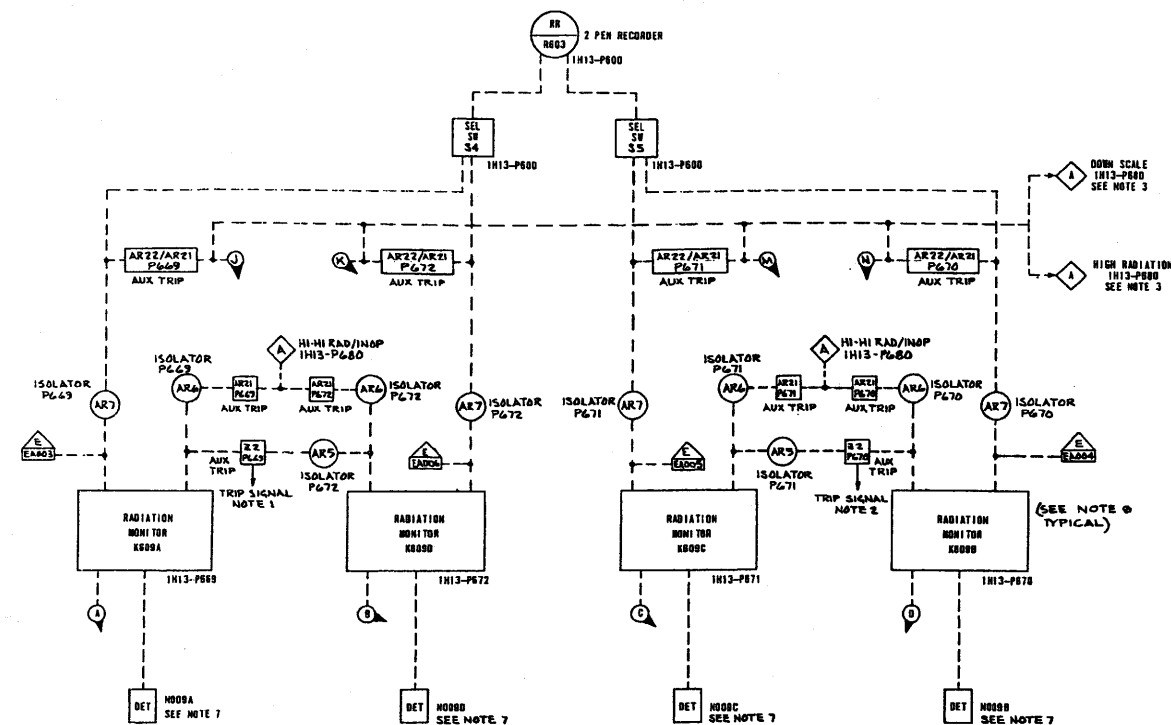 RR
R603
2 PEN RECORDER
1H13-P600
SEL
SW
S4
1H13-P600
SEL
SW
S5
1H13-P600
A
DOWN SCALE
1H13-P680
SEE NOTE 3
AR22/AR21
P669
AUX TRIP
J
K
AR22/AR21
P672
AUX TRIP
AR22/AR21
P671
AUX TRIP
M
N
AR22/AR21
P670
AUX TRIP
A
HIGH RADIATION
1H13-P680
SEE NOTE 3
ISOLATOR
P669
AR7
ISOLATOR
P669
AR6
AR21
P669
AUX TRIP
A
HI-HI RAD/INOP
1H13-P680
AR21
P672
AUX TRIP
AR6
ISOLATOR
P672
AR7
ISOLATOR
P672
ISOLATOR
P671
AR7
ISOLATOR
P671
AR6
AR21
P671
AUX TRIP
A
HI-HI RAD/INOP
1H13-P680
AR21
P670
AUX TRIP
AR6
ISOLATOR
P670
AR7
ISOLATOR
P670
E
EA003
AUX
TRIP
Z2
P669
TRIP SIGNAL
NOTE 1
AR5
ISOLATOR
P672
E
EA006
E
EA005
AR5
ISOLATOR
P671
Z2
P670
AUX
TRIP
TRIP SIGNAL
NOTE 2
E
EA004
RADIATION
MONITOR
K609A
1H13-P669
RADIATION
MONITOR
K609D
1H13-P672
RADIATION
MONITOR
K609C
1H13-P671
RADIATION
MONITOR
K609B
1H13-P670
(SEE NOTE 8
TYPICAL)
A
B
C
D
DET
N009A
SEE NOTE 7
DET
N009D
SEE NOTE 7
DET
N009C
SEE NOTE 7
DET
N009B
SEE NOTE 7